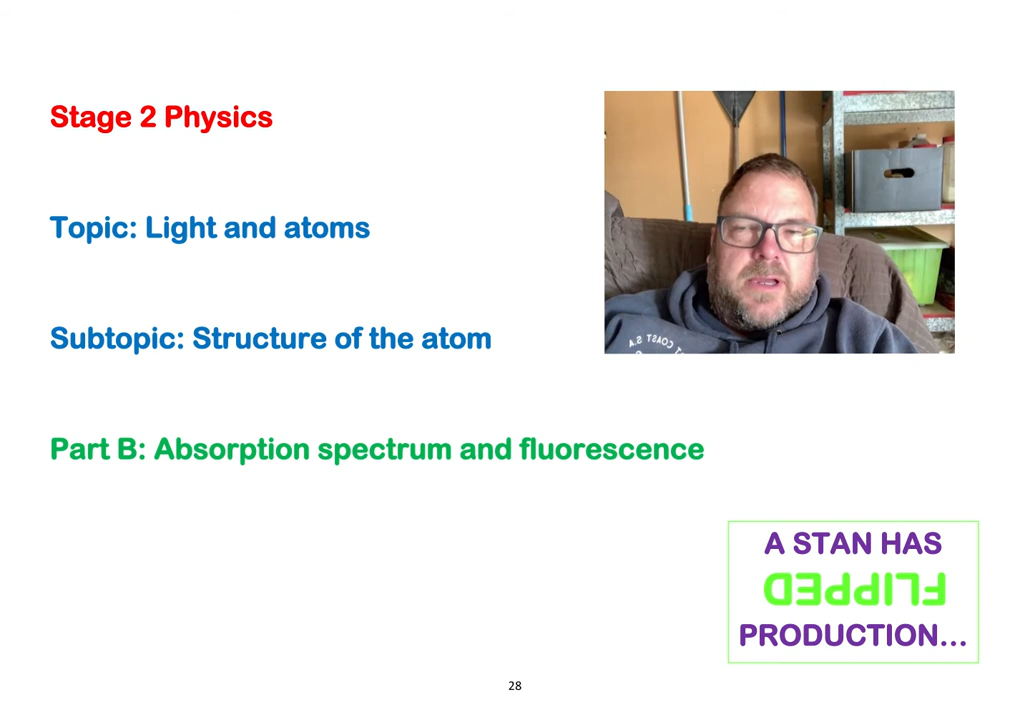 Stage 2 Physics
Topic: Light and atoms
Subtopic: Structure of the atom
Part B: Absorption spectrum and fluorescence
T COAST S.A.
A STAN HAS
FLIPPED
PRODUCTION...
28